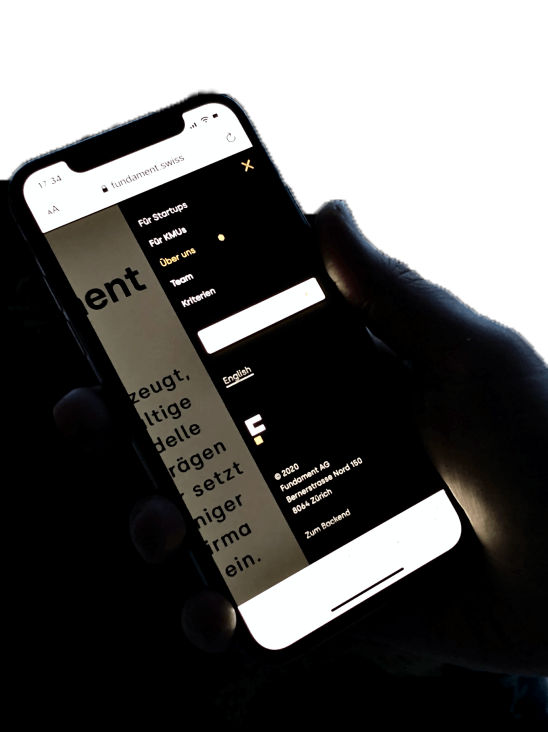 17:34
AA
fundament.swiss
ent
zeugt,
ltige
delle
rägen
setzt
niger
irma
ein.
Für Startups
Für KMUs
Über uns
Team
Kriterien
English
© 2020
Fundament AG
Bernerstrasse Nord 150
8064 Zürich
Zum Backend